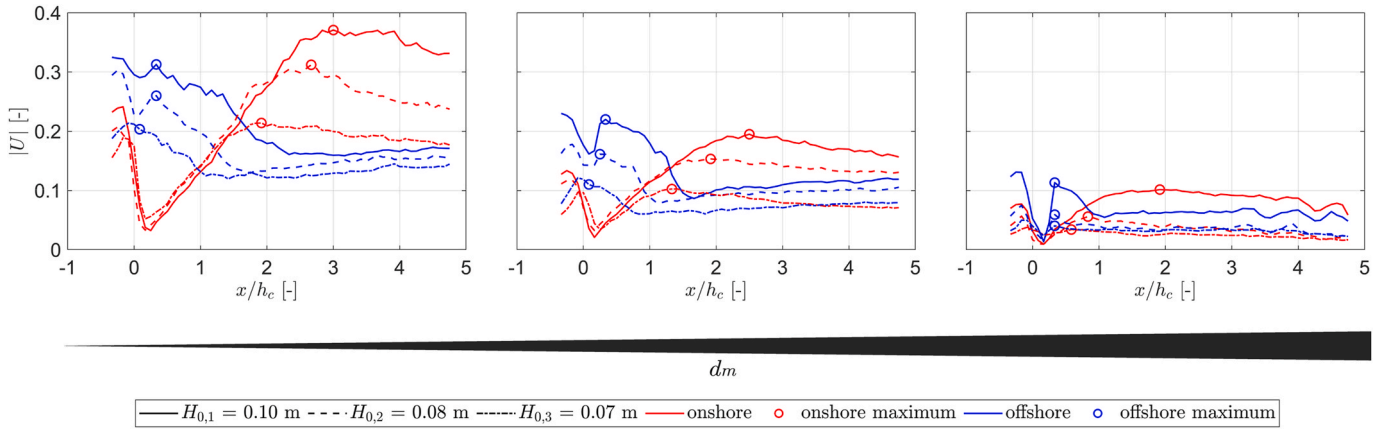 0.4
0.3
0.2
0.1
0
|U| [-]
-1 0 1 2 3 4 5
x/h_c [-]
-1 0 1 2 3 4 5
x/h_c [-]
-1 0 1 2 3 4 5
x/h_c [-]
d_m
H_{0,1} = 0.10 m H_{0,2} = 0.08 m H_{0,3} = 0.07 m onshore onshore maximum offshore offshore maximum